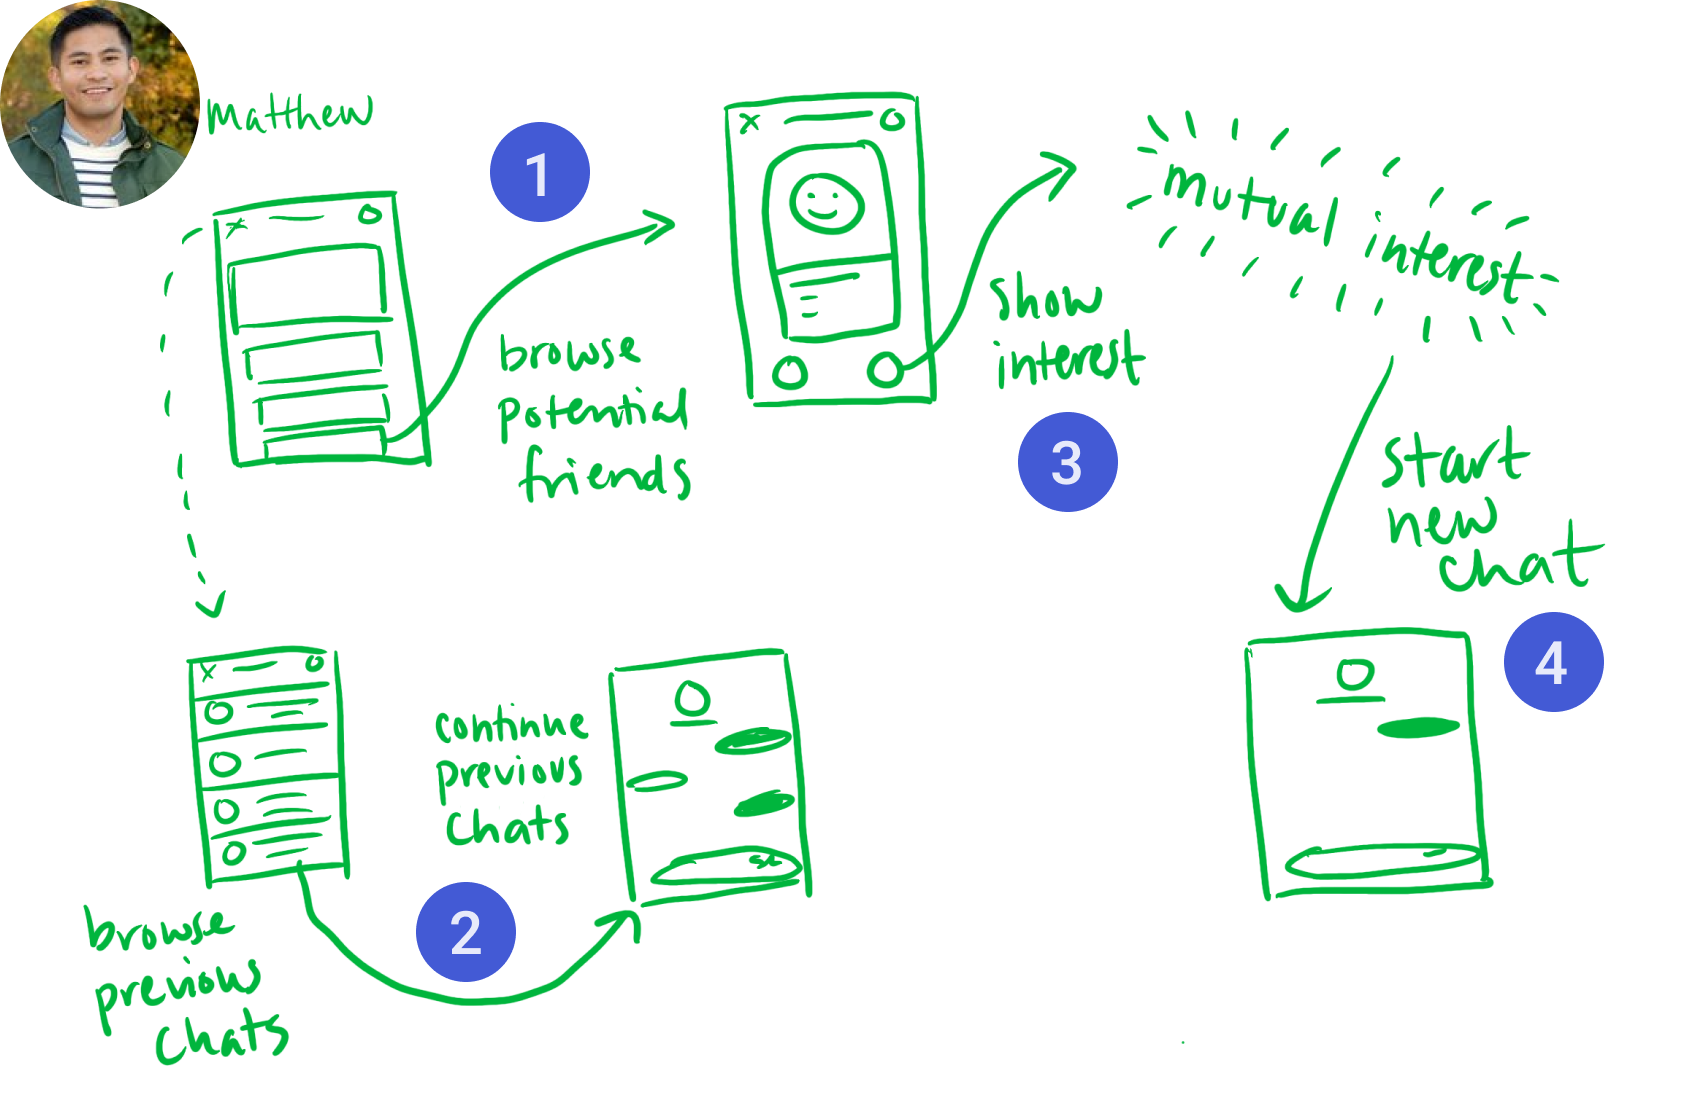 matthew
1
browse
potential
friends
show
interest
3
mutual interest
start
new
chat
4
continue
previous
chats
2
browse
previous
chats